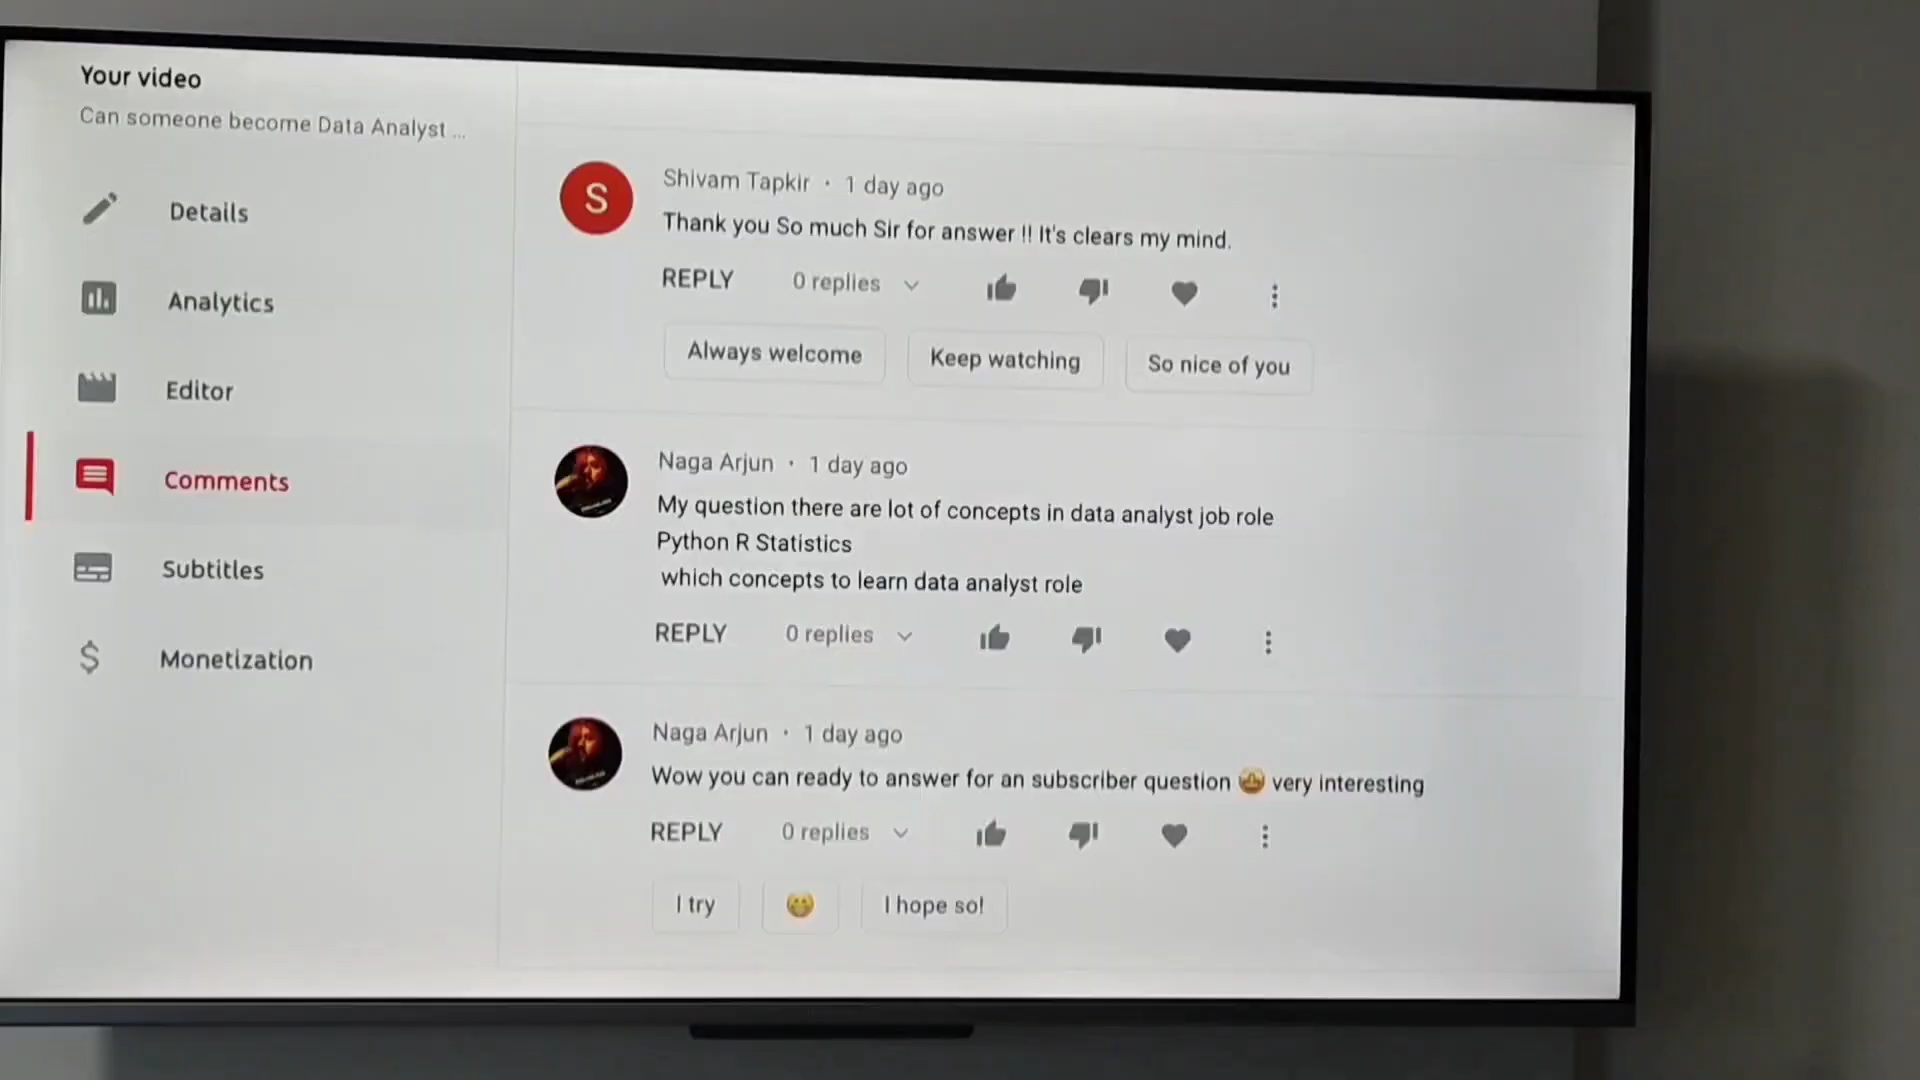 Your video
Can someone become Data Analyst ...
Details
Analytics
Editor
Comments
Subtitles
Monetization
S
Shivam Tapkir · 1 day ago
Thank you So much Sir for answer !! It's clears my mind.
REPLY 0 replies
Always welcome Keep watching So nice of you
Naga Arjun · 1 day ago
My question there are lot of concepts in data analyst job role
Python R Statistics
which concepts to learn data analyst role
REPLY 0 replies
Naga Arjun · 1 day ago
Wow you can ready to answer for an subscriber question 🤩 very interesting
REPLY 0 replies
I try 😁 I hope so!